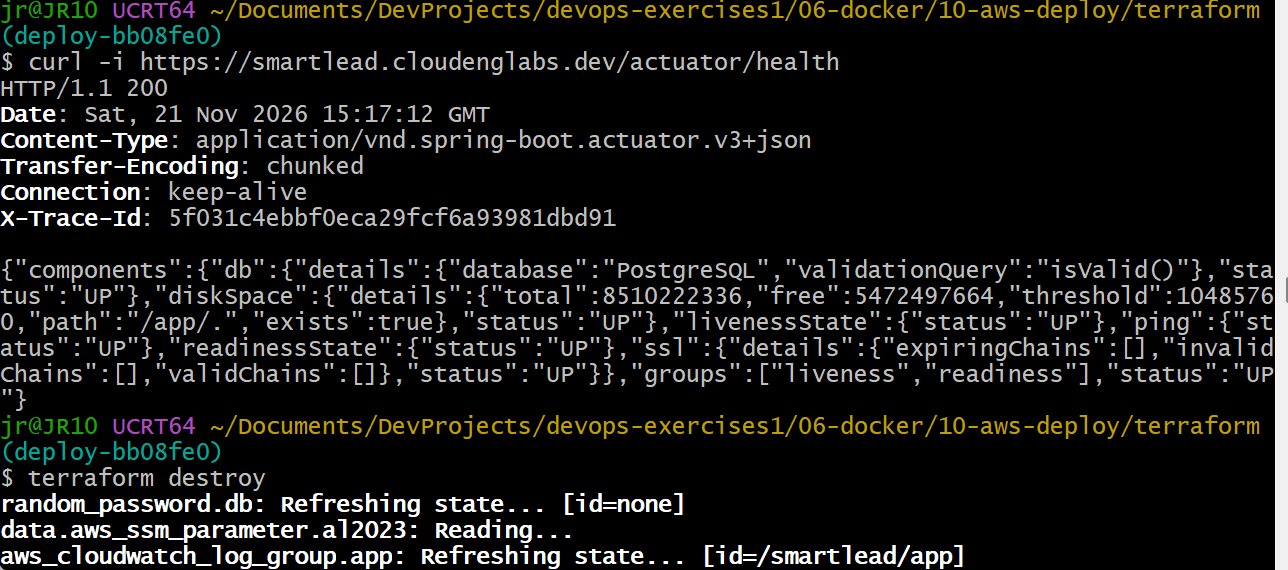 jr@JR10 UCRT64 ~/Documents/DevProjects/devops-exercises1/06-docker/10-aws-deploy/terraform
(deploy-bb08fe0)
$ curl -i https://smartlead.cloudenglabs.dev/actuator/health
HTTP/1.1 200
Date: Sat, 21 Nov 2026 15:17:12 GMT
Content-Type: application/vnd.spring-boot.actuator.v3+json
Transfer-Encoding: chunked
Connection: keep-alive
X-Trace-Id: 5f031c4ebbf0eca29fcf6a93981dbd91
{"components":{"db":{"details":{"database":"PostgreSQL","validationQuery":"isValid()"},"sta
tus":"UP"},"diskSpace":{"details":{"total":8510222336,"free":5472497664,"threshold":1048576
0,"path":"/app/.","exists":true},"status":"UP"},"livenessState":{"status":"UP"},"ping":{"st
atus":"UP"},"readinessState":{"status":"UP"},"ssl":{"details":{"expiringChains":[],"invalid
Chains":[],"validChains":[]},"status":"UP"}},"groups":["liveness","readiness"],"status":"UP
"}
jr@JR10 UCRT64 ~/Documents/DevProjects/devops-exercises1/06-docker/10-aws-deploy/terraform
(deploy-bb08fe0)
$ terraform destroy
random_password.db: Refreshing state... [id=none]
data.aws_ssm_parameter.al2023: Reading...
aws_cloudwatch_log_group.app: Refreshing state... [id=/smartlead/app]